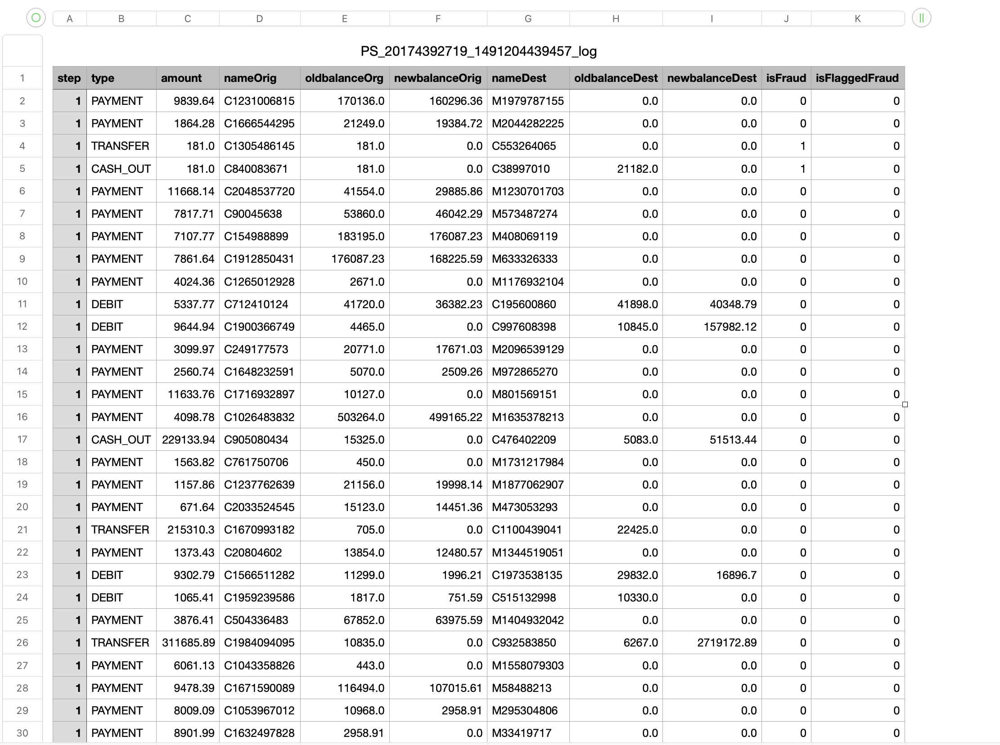 A B C D E F G H I J K
PS_20174392719_1491204439457_log
1 step type amount nameOrig oldbalanceOrg newbalanceOrig nameDest oldbalanceDest newbalanceDest isFraud isFlaggedFraud
2 1 PAYMENT 9839.64 C1231006815 170136.0 160296.36 M1979787155 0.0 0.0 0 0
3 1 PAYMENT 1864.28 C1666544295 21249.0 19384.72 M2044282225 0.0 0.0 0 0
4 1 TRANSFER 181.0 C1305486145 181.0 0.0 C553264065 0.0 0.0 1 0
5 1 CASH_OUT 181.0 C840083671 181.0 0.0 C38997010 21182.0 0.0 1 0
6 1 PAYMENT 11668.14 C2048537720 41554.0 29885.86 M1230701703 0.0 0.0 0 0
7 1 PAYMENT 7817.71 C90045638 53860.0 46042.29 M573487274 0.0 0.0 0 0
8 1 PAYMENT 7107.77 C154988899 183195.0 176087.23 M408069119 0.0 0.0 0 0
9 1 PAYMENT 7861.64 C1912850431 176087.23 168225.59 M633326333 0.0 0.0 0 0
10 1 PAYMENT 4024.36 C1265012928 2671.0 0.0 M1176932104 0.0 0.0 0 0
11 1 DEBIT 5337.77 C712410124 41720.0 36382.23 C195600860 41898.0 40348.79 0 0
12 1 DEBIT 9644.94 C1900366749 4465.0 0.0 C997608398 10845.0 157982.12 0 0
13 1 PAYMENT 3099.97 C249177573 20771.0 17671.03 M2096539129 0.0 0.0 0 0
14 1 PAYMENT 2560.74 C1648232591 5070.0 2509.26 M972865270 0.0 0.0 0 0
15 1 PAYMENT 11633.76 C1716932897 10127.0 0.0 M801569151 0.0 0.0 0 0
16 1 PAYMENT 4098.78 C1026483832 503264.0 499165.22 M1635378213 0.0 0.0 0 0
17 1 CASH_OUT 229133.94 C905080434 15325.0 0.0 C476402209 5083.0 51513.44 0 0
18 1 PAYMENT 1563.82 C761750706 450.0 0.0 M1731217984 0.0 0.0 0 0
19 1 PAYMENT 1157.86 C1237762639 21156.0 19998.14 M1877062907 0.0 0.0 0 0
20 1 PAYMENT 671.64 C2033524545 15123.0 14451.36 M473053293 0.0 0.0 0 0
21 1 TRANSFER 215310.3 C1670993182 705.0 0.0 C1100439041 22425.0 0.0 0 0
22 1 PAYMENT 1373.43 C20804602 13854.0 12480.57 M1344519051 0.0 0.0 0 0
23 1 DEBIT 9302.79 C1566511282 11299.0 1996.21 C1973538135 29832.0 16896.7 0 0
24 1 DEBIT 1065.41 C1959239586 1817.0 751.59 C515132998 10330.0 0.0 0 0
25 1 PAYMENT 3876.41 C504336483 67852.0 63975.59 M1404932042 0.0 0.0 0 0
26 1 TRANSFER 311685.89 C1984094095 10835.0 0.0 C932583850 6267.0 2719172.89 0 0
27 1 PAYMENT 6061.13 C1043358826 443.0 0.0 M1558079303 0.0 0.0 0 0
28 1 PAYMENT 9478.39 C1671590089 116494.0 107015.61 M58488213 0.0 0.0 0 0
29 1 PAYMENT 8009.09 C1053967012 10968.0 2958.91 M295304806 0.0 0.0 0 0
30 1 PAYMENT 8901.99 C1632497828 2958.91 0.0 M33419717 0.0 0.0 0 0